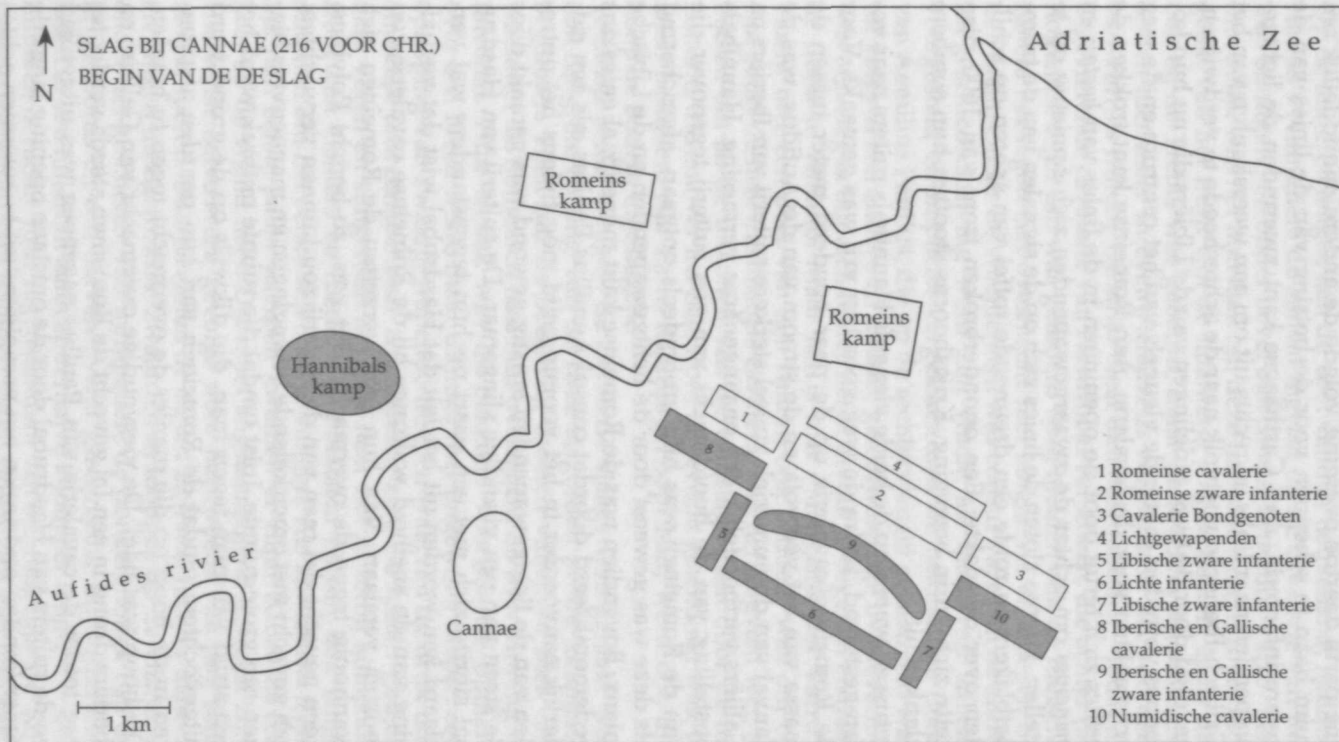 SLAG BIJ CANNAE (216 VOOR CHR.)
BEGIN VAN DE DE SLAG
N
Adriatische Zee
Romeins
kamp
Romeins
kamp
Hannibals
kamp
Cannae
Aufides rivier
1 km
1
8
4
2
5
9
3
6
10
7
1 Romeinse cavalerie
2 Romeinse zware infanterie
3 Cavalerie Bondgenoten
4 Lichtgewapenden
5 Libische zware infanterie
6 Lichte infanterie
7 Libische zware infanterie
8 Iberische en Gallische
cavalerie
9 Iberische en Gallische
zware infanterie
10 Numidische cavalerie